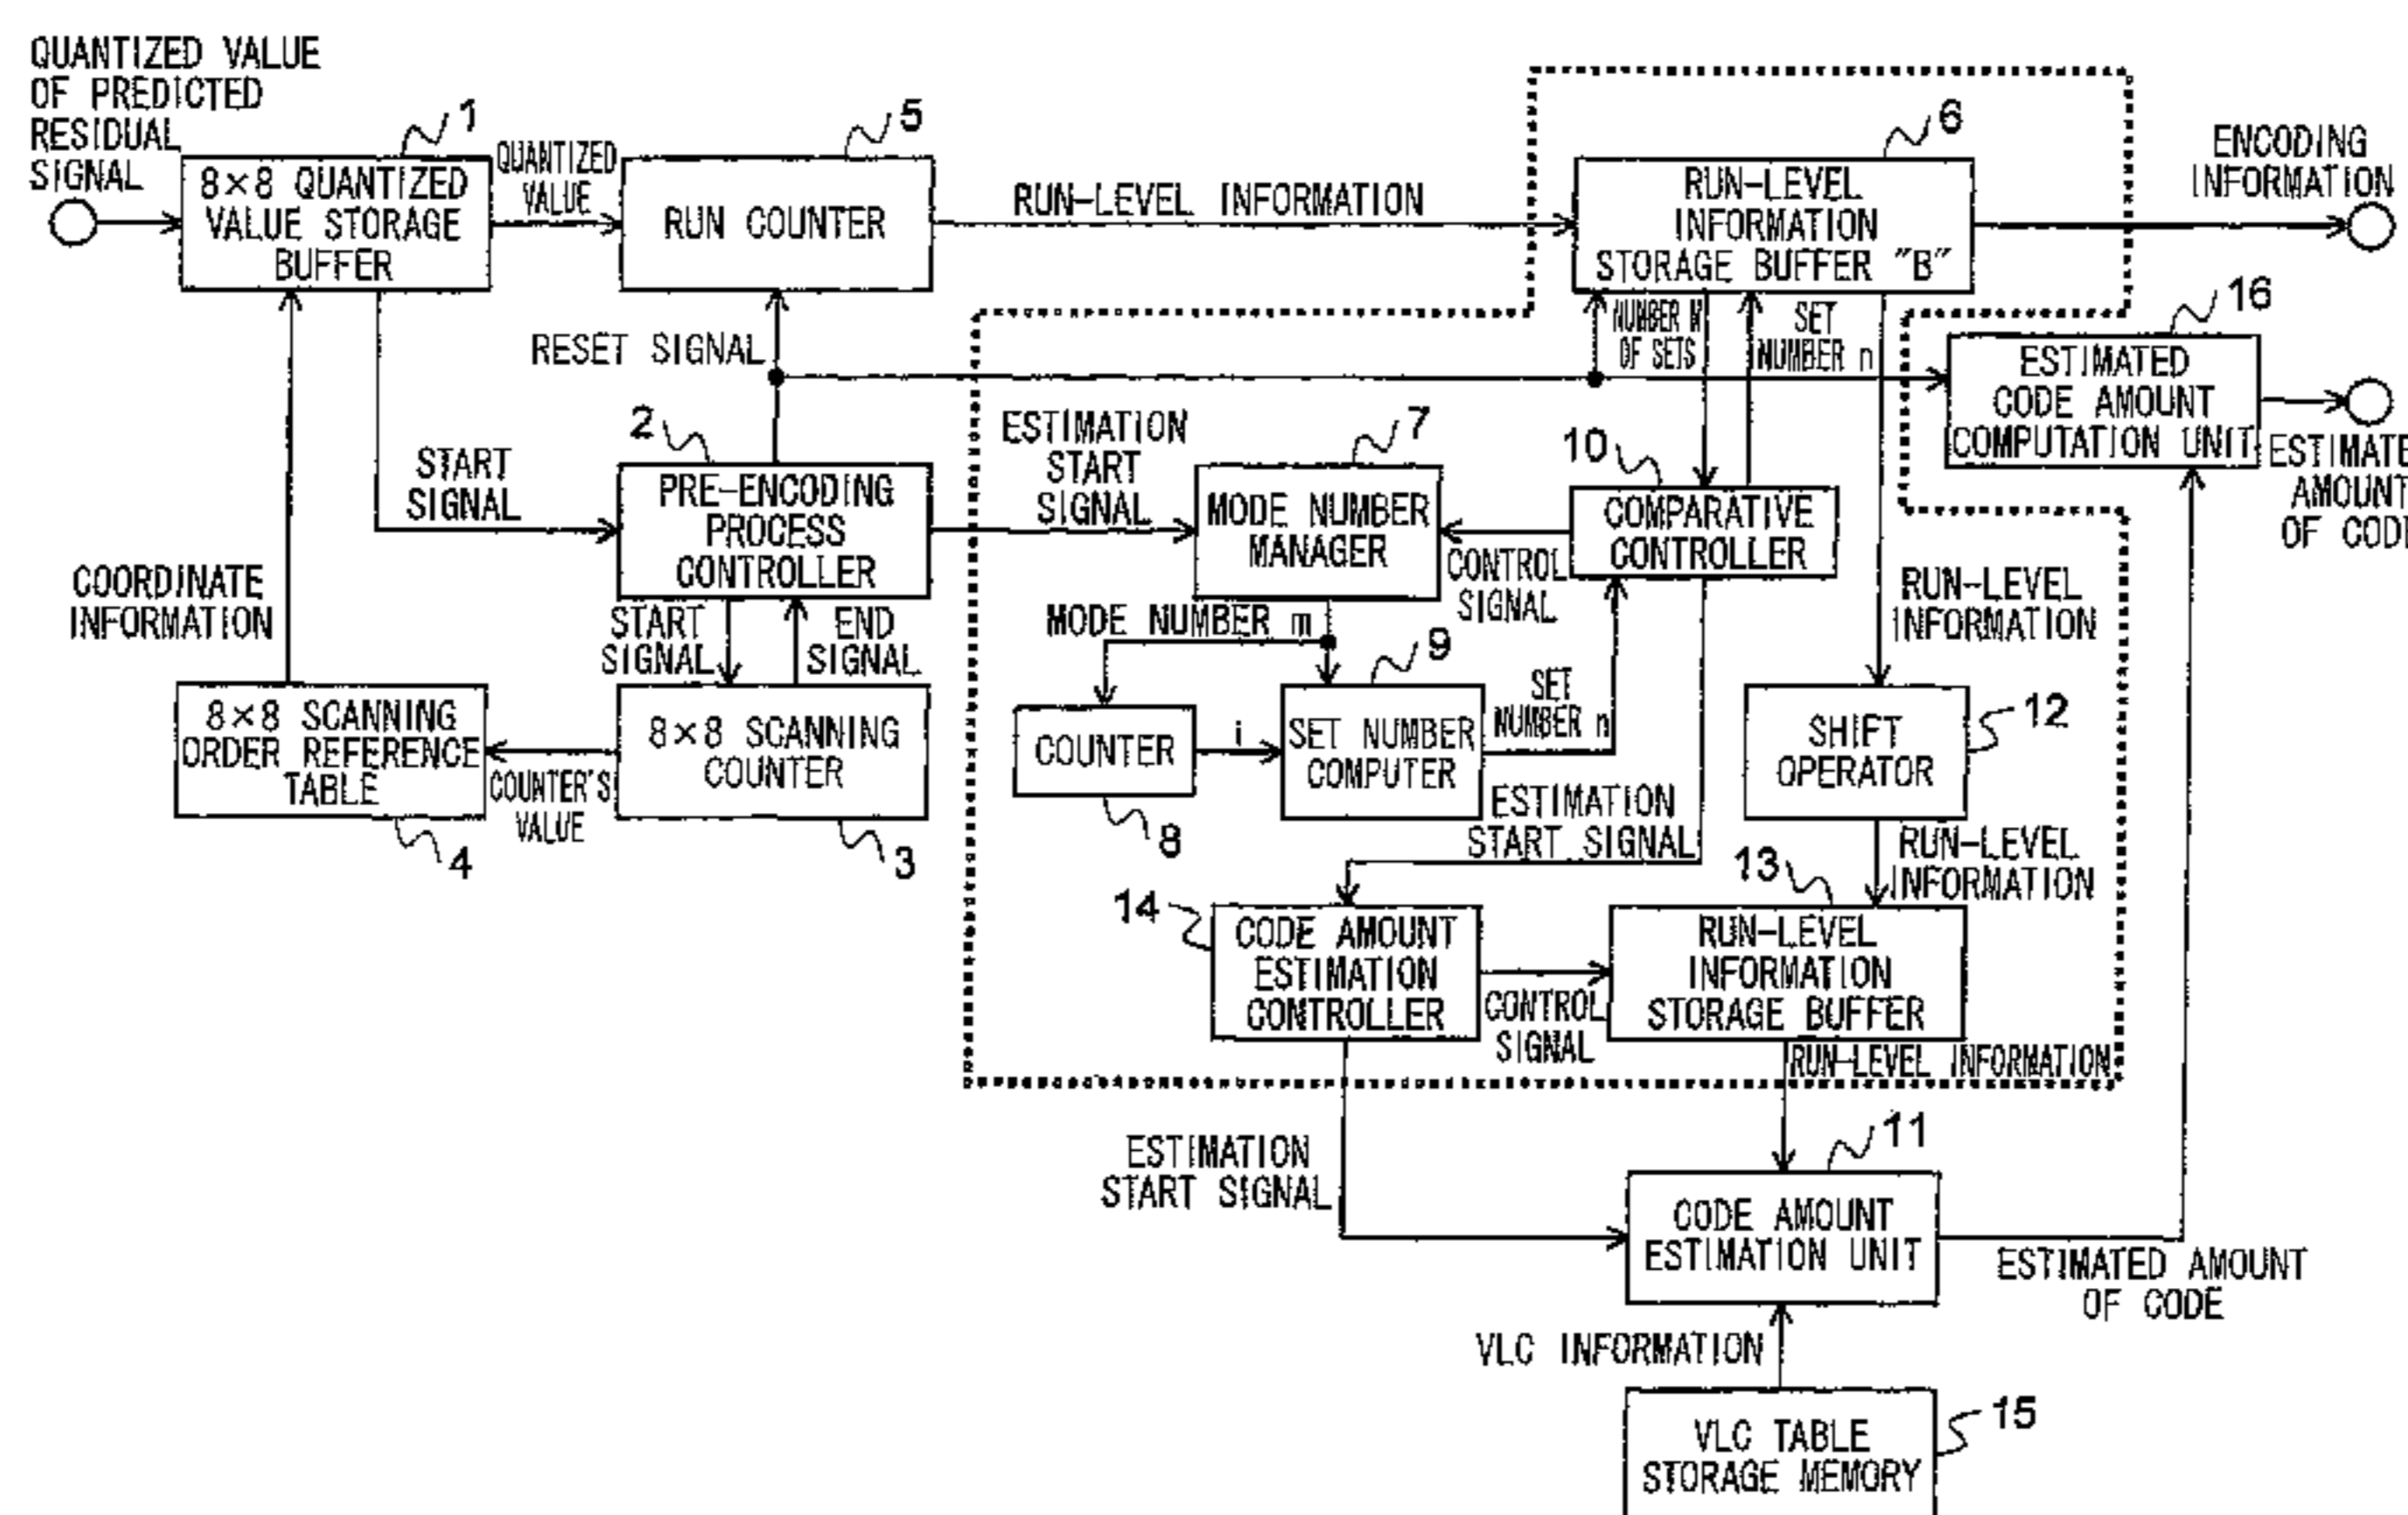 QUANTIZED VALUE
OF PREDICTED
RESIDUAL
SIGNAL
1
8×8 QUANTIZED
VALUE STORAGE
BUFFER
QUANTIZED
VALUE
5
RUN COUNTER
RUN-LEVEL INFORMATION
6
RUN-LEVEL
INFORMATION
STORAGE BUFFER "B"
ENCODING
INFORMATION
RESET SIGNAL
OF SETS
SET
NUMBER n
16
ESTIMATED
CODE AMOUNT
COMPUTATION UNIT
OF CODE
AMOUNT
START
SIGNAL
2
PRE-ENCODING
PROCESS
CONTROLLER
ESTIMATION
START
SIGNAL
7
MODE NUMBER
MANAGER
10
COMPARATIVE
CONTROLLER
CONTROL
SIGNAL
COORDINATE
INFORMATION
START
SIGNAL
END
SIGNAL
MODE NUMBER m
RUN-LEVEL
INFORMATION
8×8 SCANNING
ORDER REFERENCE
TABLE
4
COUNTER'S
VALUE
8×8 SCANNING
COUNTER
3
COUNTER
8
i
9
SET NUMBER
COMPUTER
SET
NUMBER n
SHIFT
OPERATOR
12
ESTIMATION
START SIGNAL
RUN-LEVEL
INFORMATION
14
CODE AMOUNT
ESTIMATION
CONTROLLER
CONTROL
SIGNAL
13
RUN-LEVEL
INFORMATION
STORAGE BUFFER
RUN-LEVEL INFORMATION
ESTIMATION
START SIGNAL
11
CODE AMOUNT
ESTIMATION UNIT
ESTIMATED AMOUNT
OF CODE
VLC INFORMATION
15
VLC TABLE
STORAGE MEMORY